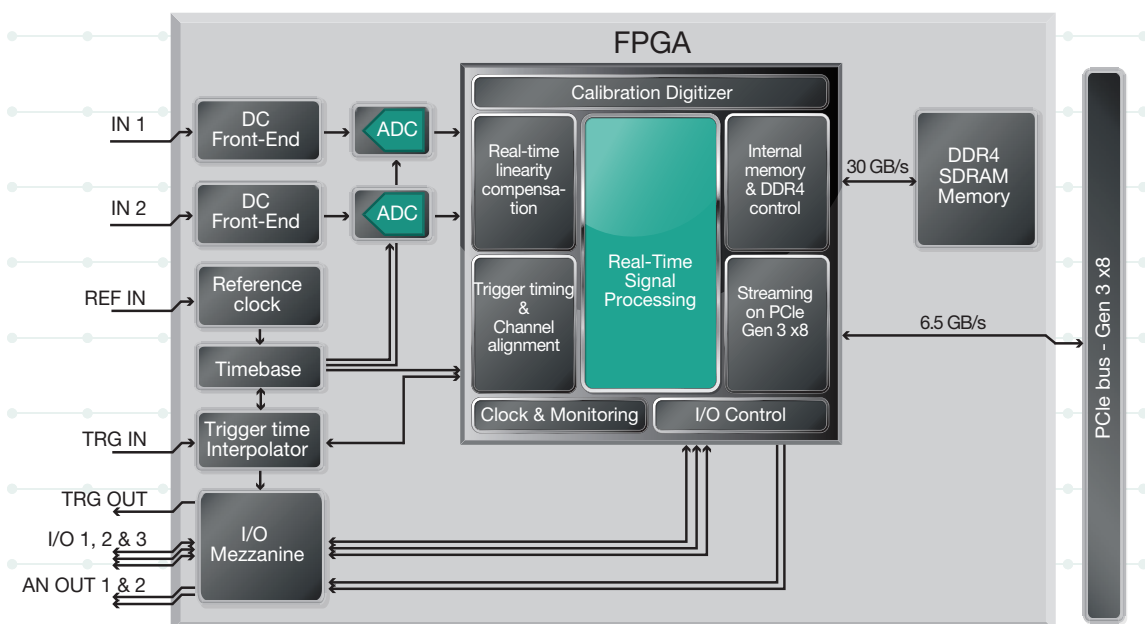 FPGA
Calibration Digitizer
IN 1
DC
Front-End
ADC
Real-time
linearity
compensa-
tion
Internal
memory
& DDR4
control
30 GB/s
DDR4
SDRAM
Memory
IN 2
DC
Front-End
ADC
Real-Time
Signal
Processing
REF IN
Reference
clock
Trigger timing
&
Channel
alignment
Streaming
on PCIe
Gen 3 x8
6.5 GB/s
PCIe bus - Gen 3 x8
Timebase
Clock & Monitoring
I/O Control
TRG IN
Trigger time
Interpolator
TRG OUT
I/O 1, 2 & 3
I/O
Mezzanine
AN OUT 1 & 2